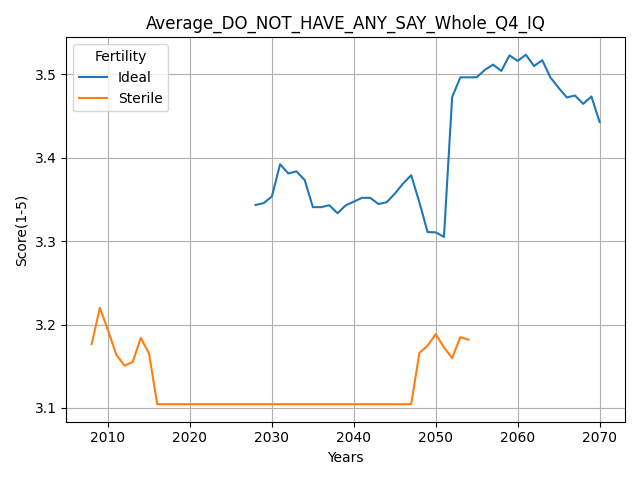 Average_DO_NOT_HAVE_ANY_SAY_Whole_Q4_IQ
Fertility
Ideal
Sterile
Score(1-5)
3.5
3.4
3.3
3.2
3.1
2010 2020 2030 2040 2050 2060 2070
Years